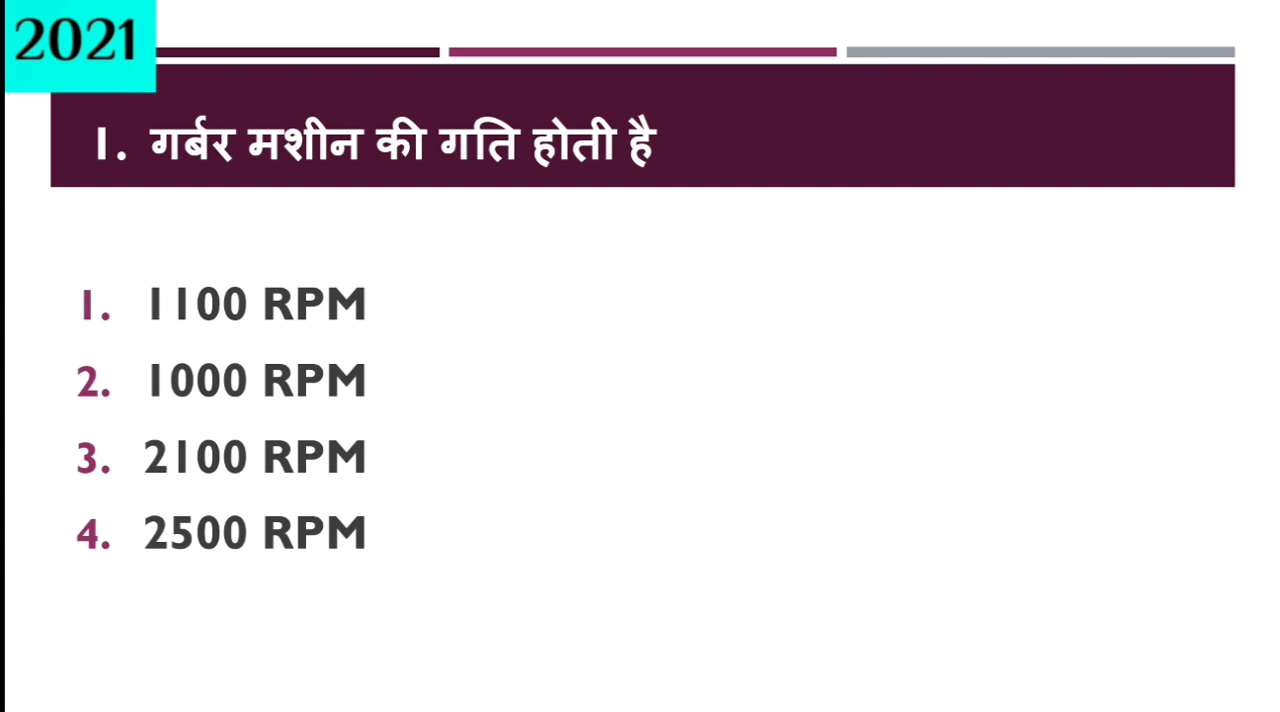 2021
1. गर्बर मशीन की गति होती है
1. 1100 RPM
2. 1000 RPM
3. 2100 RPM
4. 2500 RPM